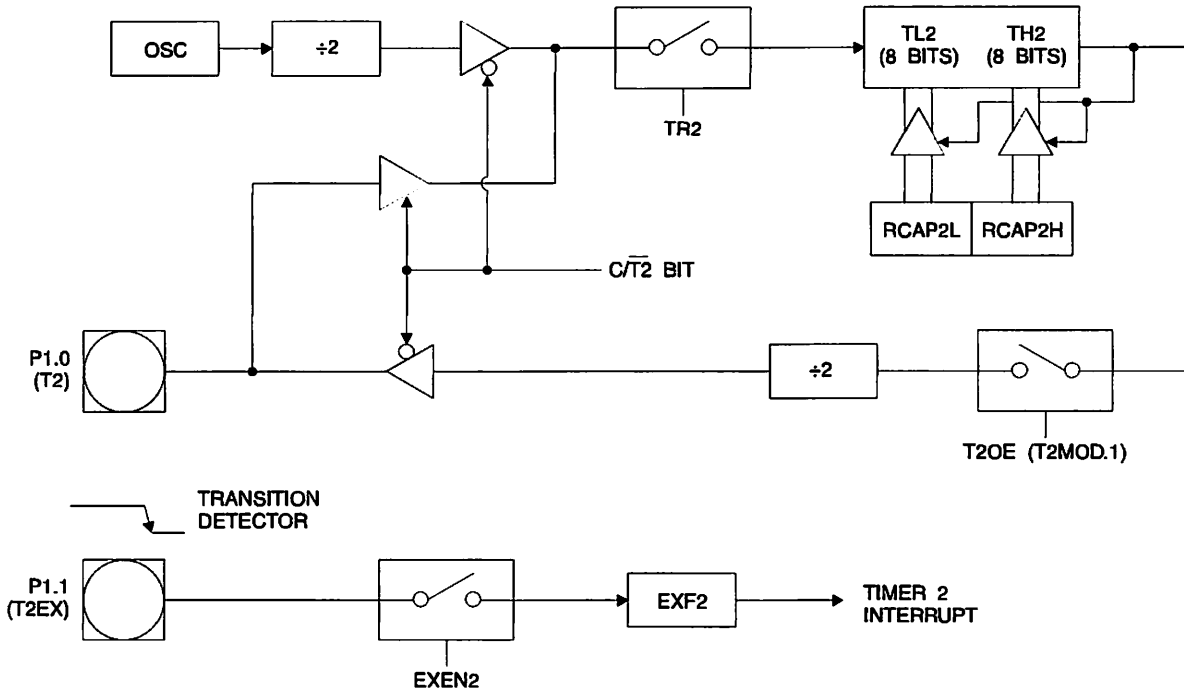 OSC
÷2
TL2 TH2
(8 BITS) (8 BITS)
TR2
RCAP2L RCAP2H
C/T̅2̅ BIT
P1.0
(T2)
÷2
T2OE (T2MOD.1)
TRANSITION
DETECTOR
P1.1
(T2EX)
EXF2
TIMER 2
INTERRUPT
EXEN2